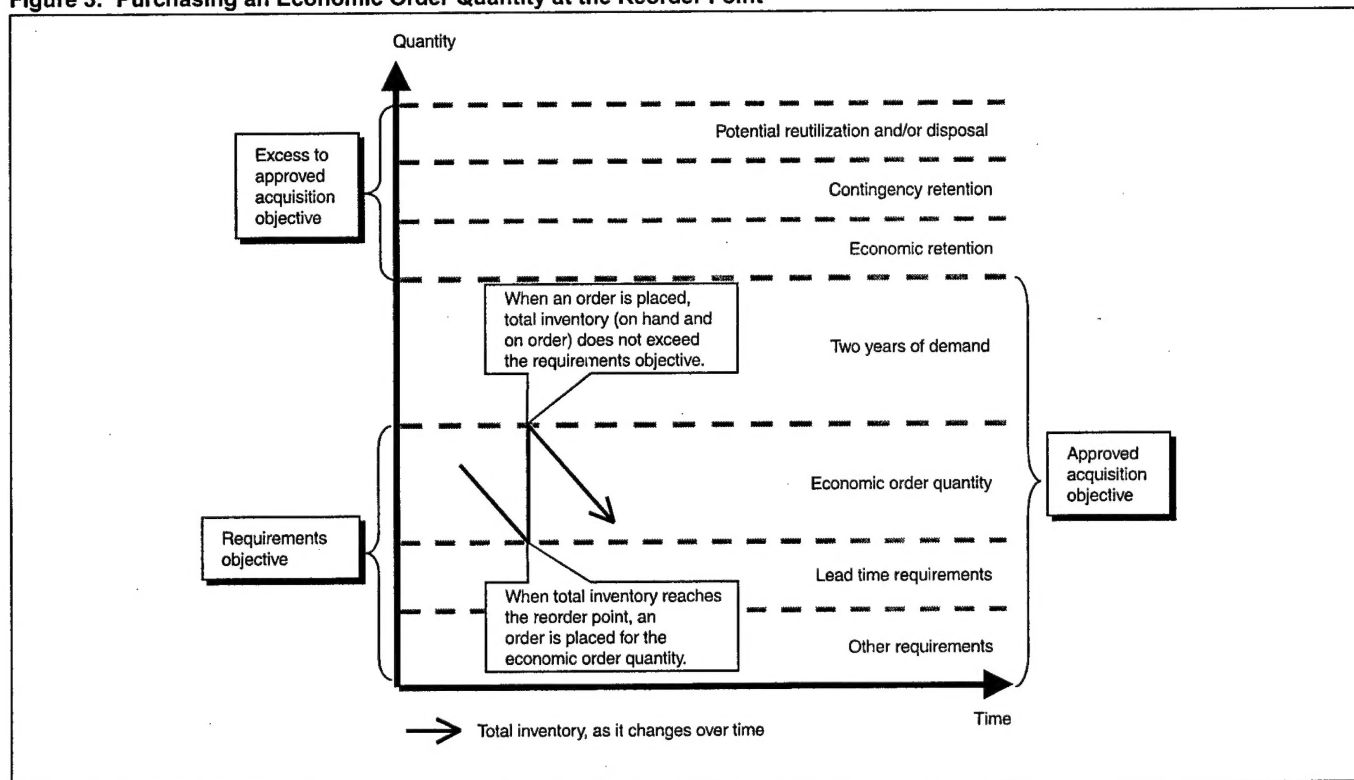 Figure 3: Purchasing an Economic Order Quantity at the Reorder Point
Quantity
Potential reutilization and/or disposal
Excess to
approved
acquisition
objective
Contingency retention
Economic retention
When an order is placed,
total inventory (on hand and
on order) does not exceed
the requirements objective.
Two years of demand
Approved
acquisition
objective
Economic order quantity
Requirements
objective
Lead time requirements
When total inventory reaches
the reorder point, an
order is placed for the
economic order quantity.
Other requirements
Time
Total inventory, as it changes over time